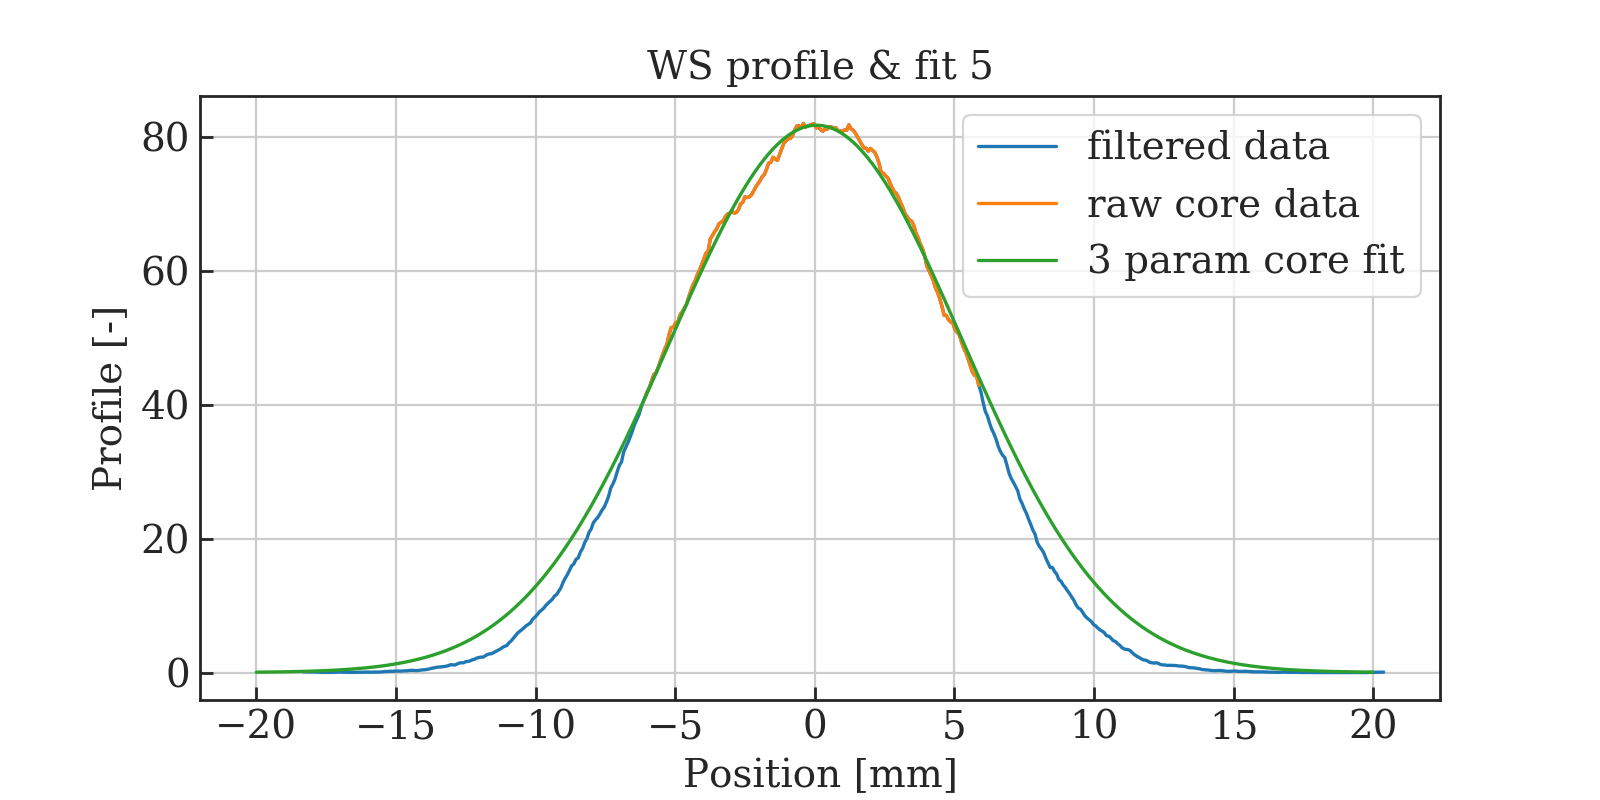 WS profile & fit 5
filtered data
raw core data
3 param core fit
Profile [-]
80
60
40
20
0
−20 −15 −10 −5 0 5 10 15 20
Position [mm]